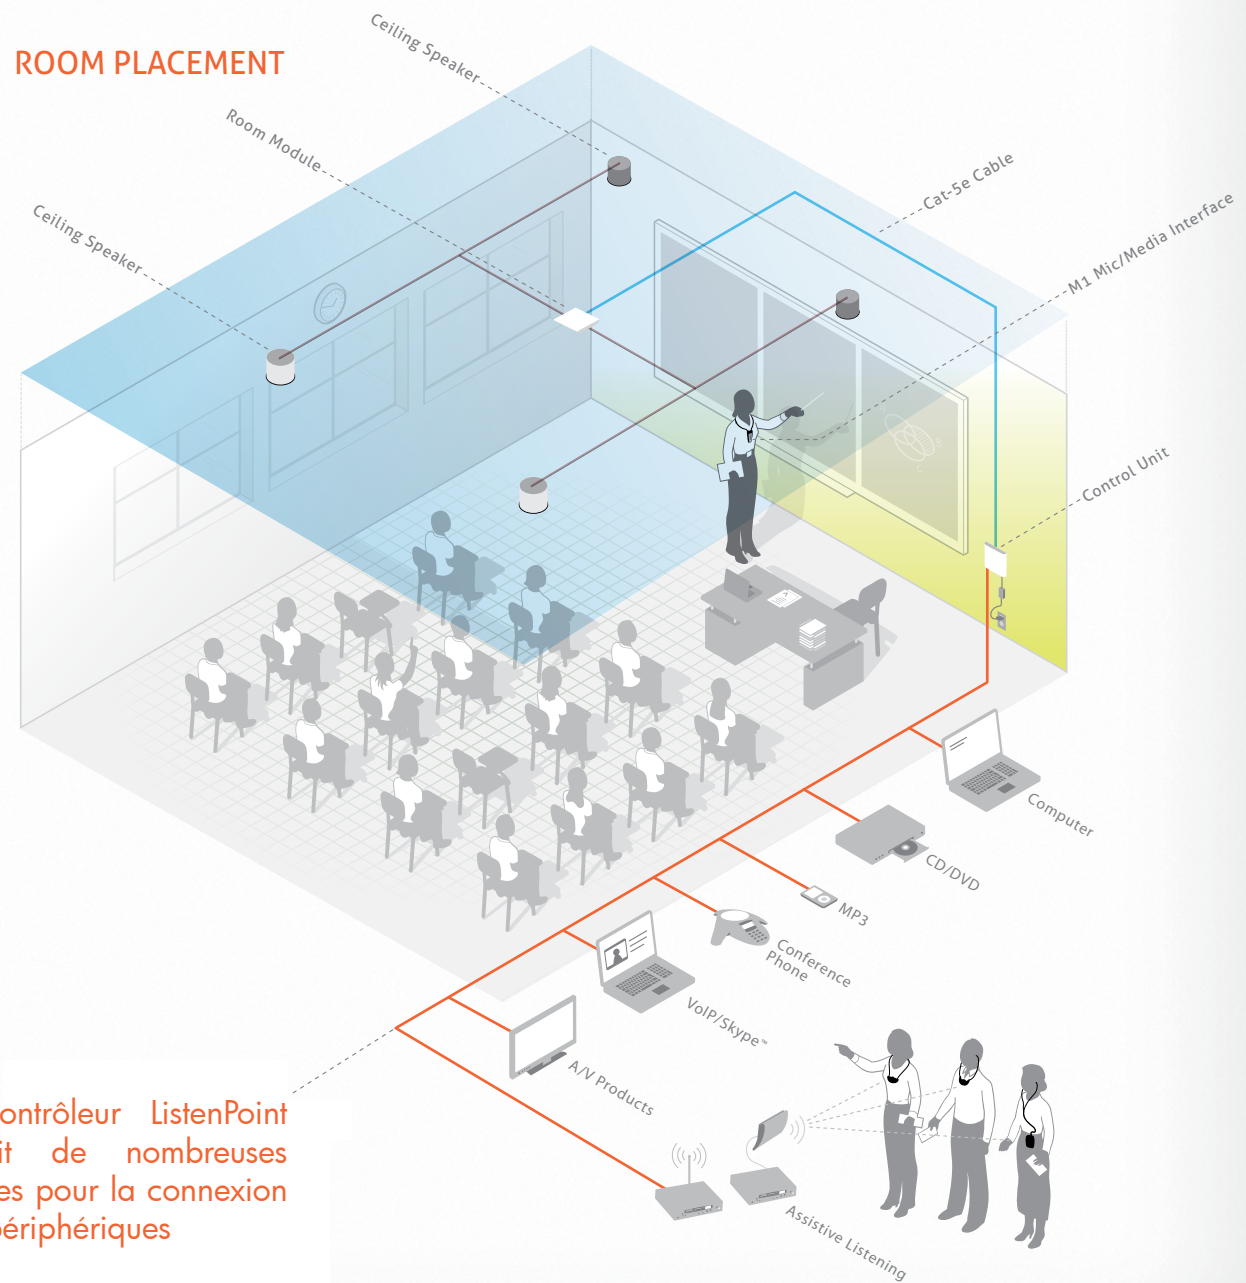 ROOM PLACEMENT
Ceiling Speaker
Room Module
Ceiling Speaker
Cat-5e Cable
M1 Mic/Media Interface
Control Unit
Computer
CD/DVD
MP3
Conference
Phone
VoIP/Skype™
A/V Products
Assistive Listening
ontrôleur ListenPoint
it de nombreuses
es pour la connexion
périphériques